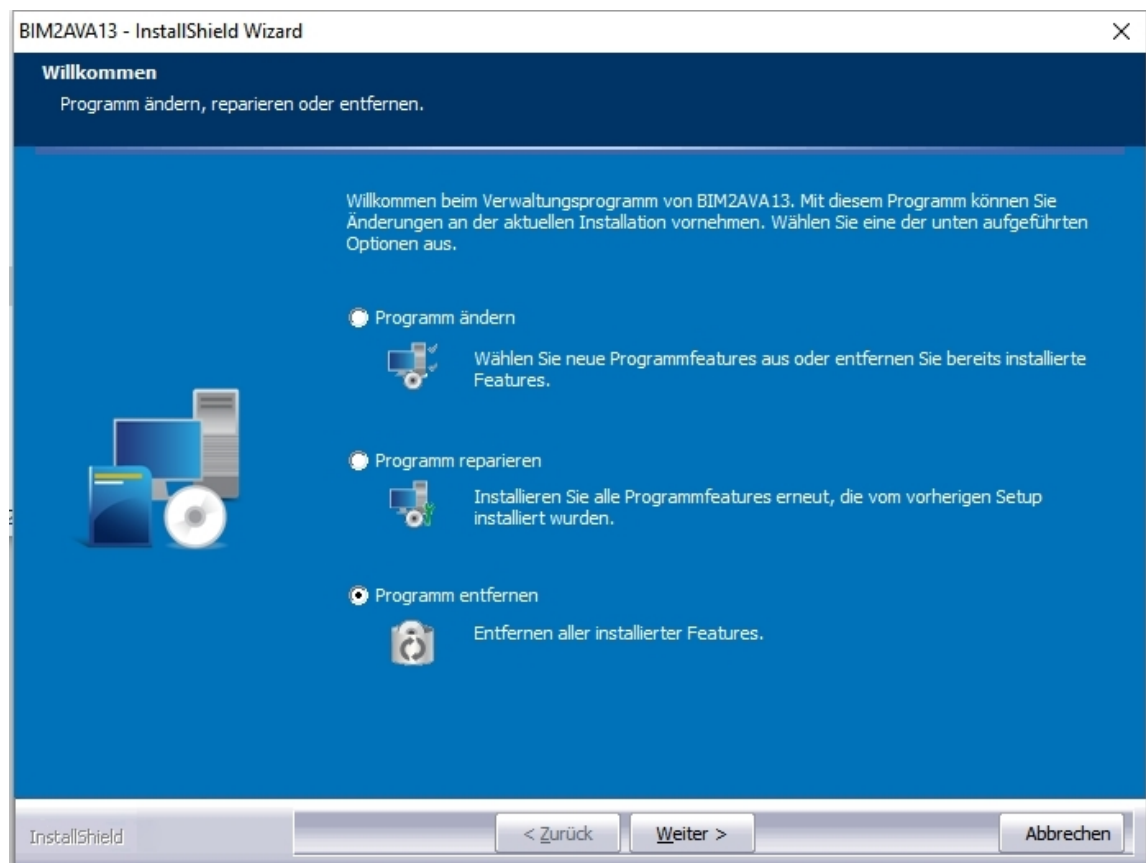 BIM2AVA13 - InstallShield Wizard
Willkommen
Programm ändern, reparieren oder entfernen.
Willkommen beim Verwaltungsprogramm von BIM2AVA13. Mit diesem Programm können Sie
Änderungen an der aktuellen Installation vornehmen. Wählen Sie eine der unten aufgeführten
Optionen aus.
Programm ändern
Wählen Sie neue Programmfeatures aus oder entfernen Sie bereits installierte
Features.
Programm reparieren
Installieren Sie alle Programmfeatures erneut, die vom vorherigen Setup
installiert wurden.
Programm entfernen
Entfernen aller installierter Features.
InstallShield
< Zurück
Weiter >
Abbrechen